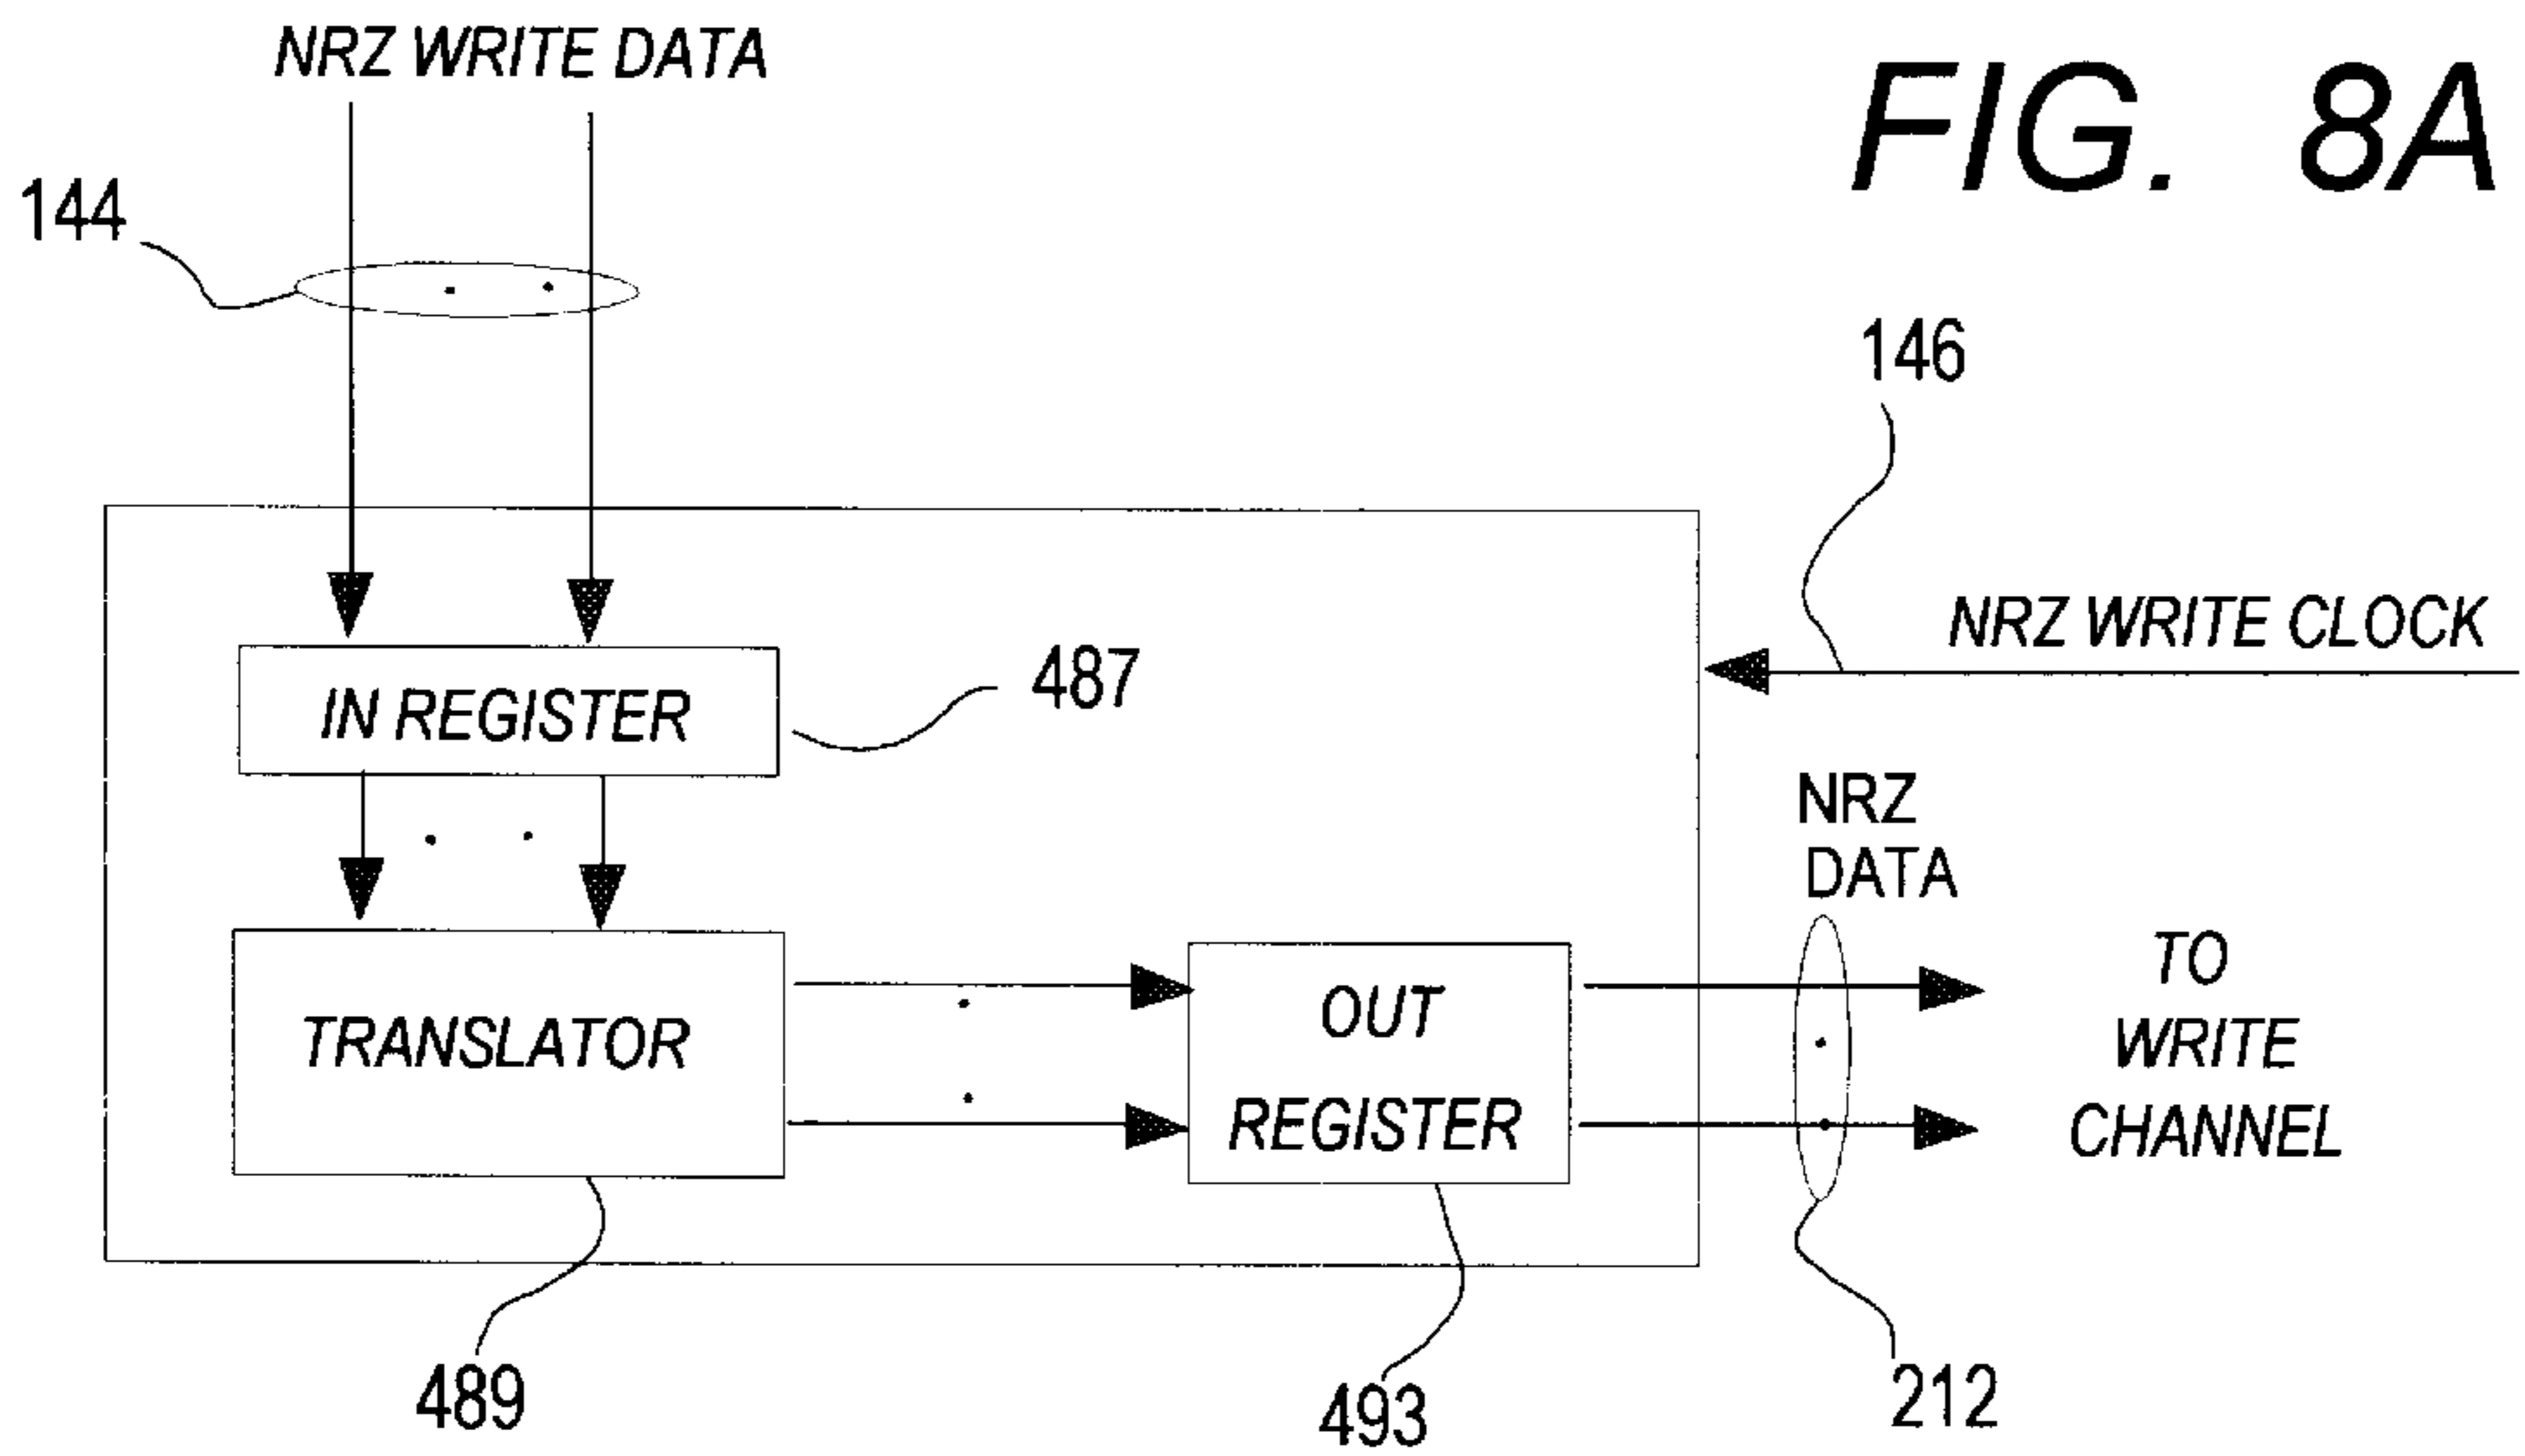 NRZ WRITE DATA
FIG. 8A
144
146
NRZ WRITE CLOCK
IN REGISTER
487
NRZ
DATA
TRANSLATOR
OUT
REGISTER
TO
WRITE
CHANNEL
489
493
212